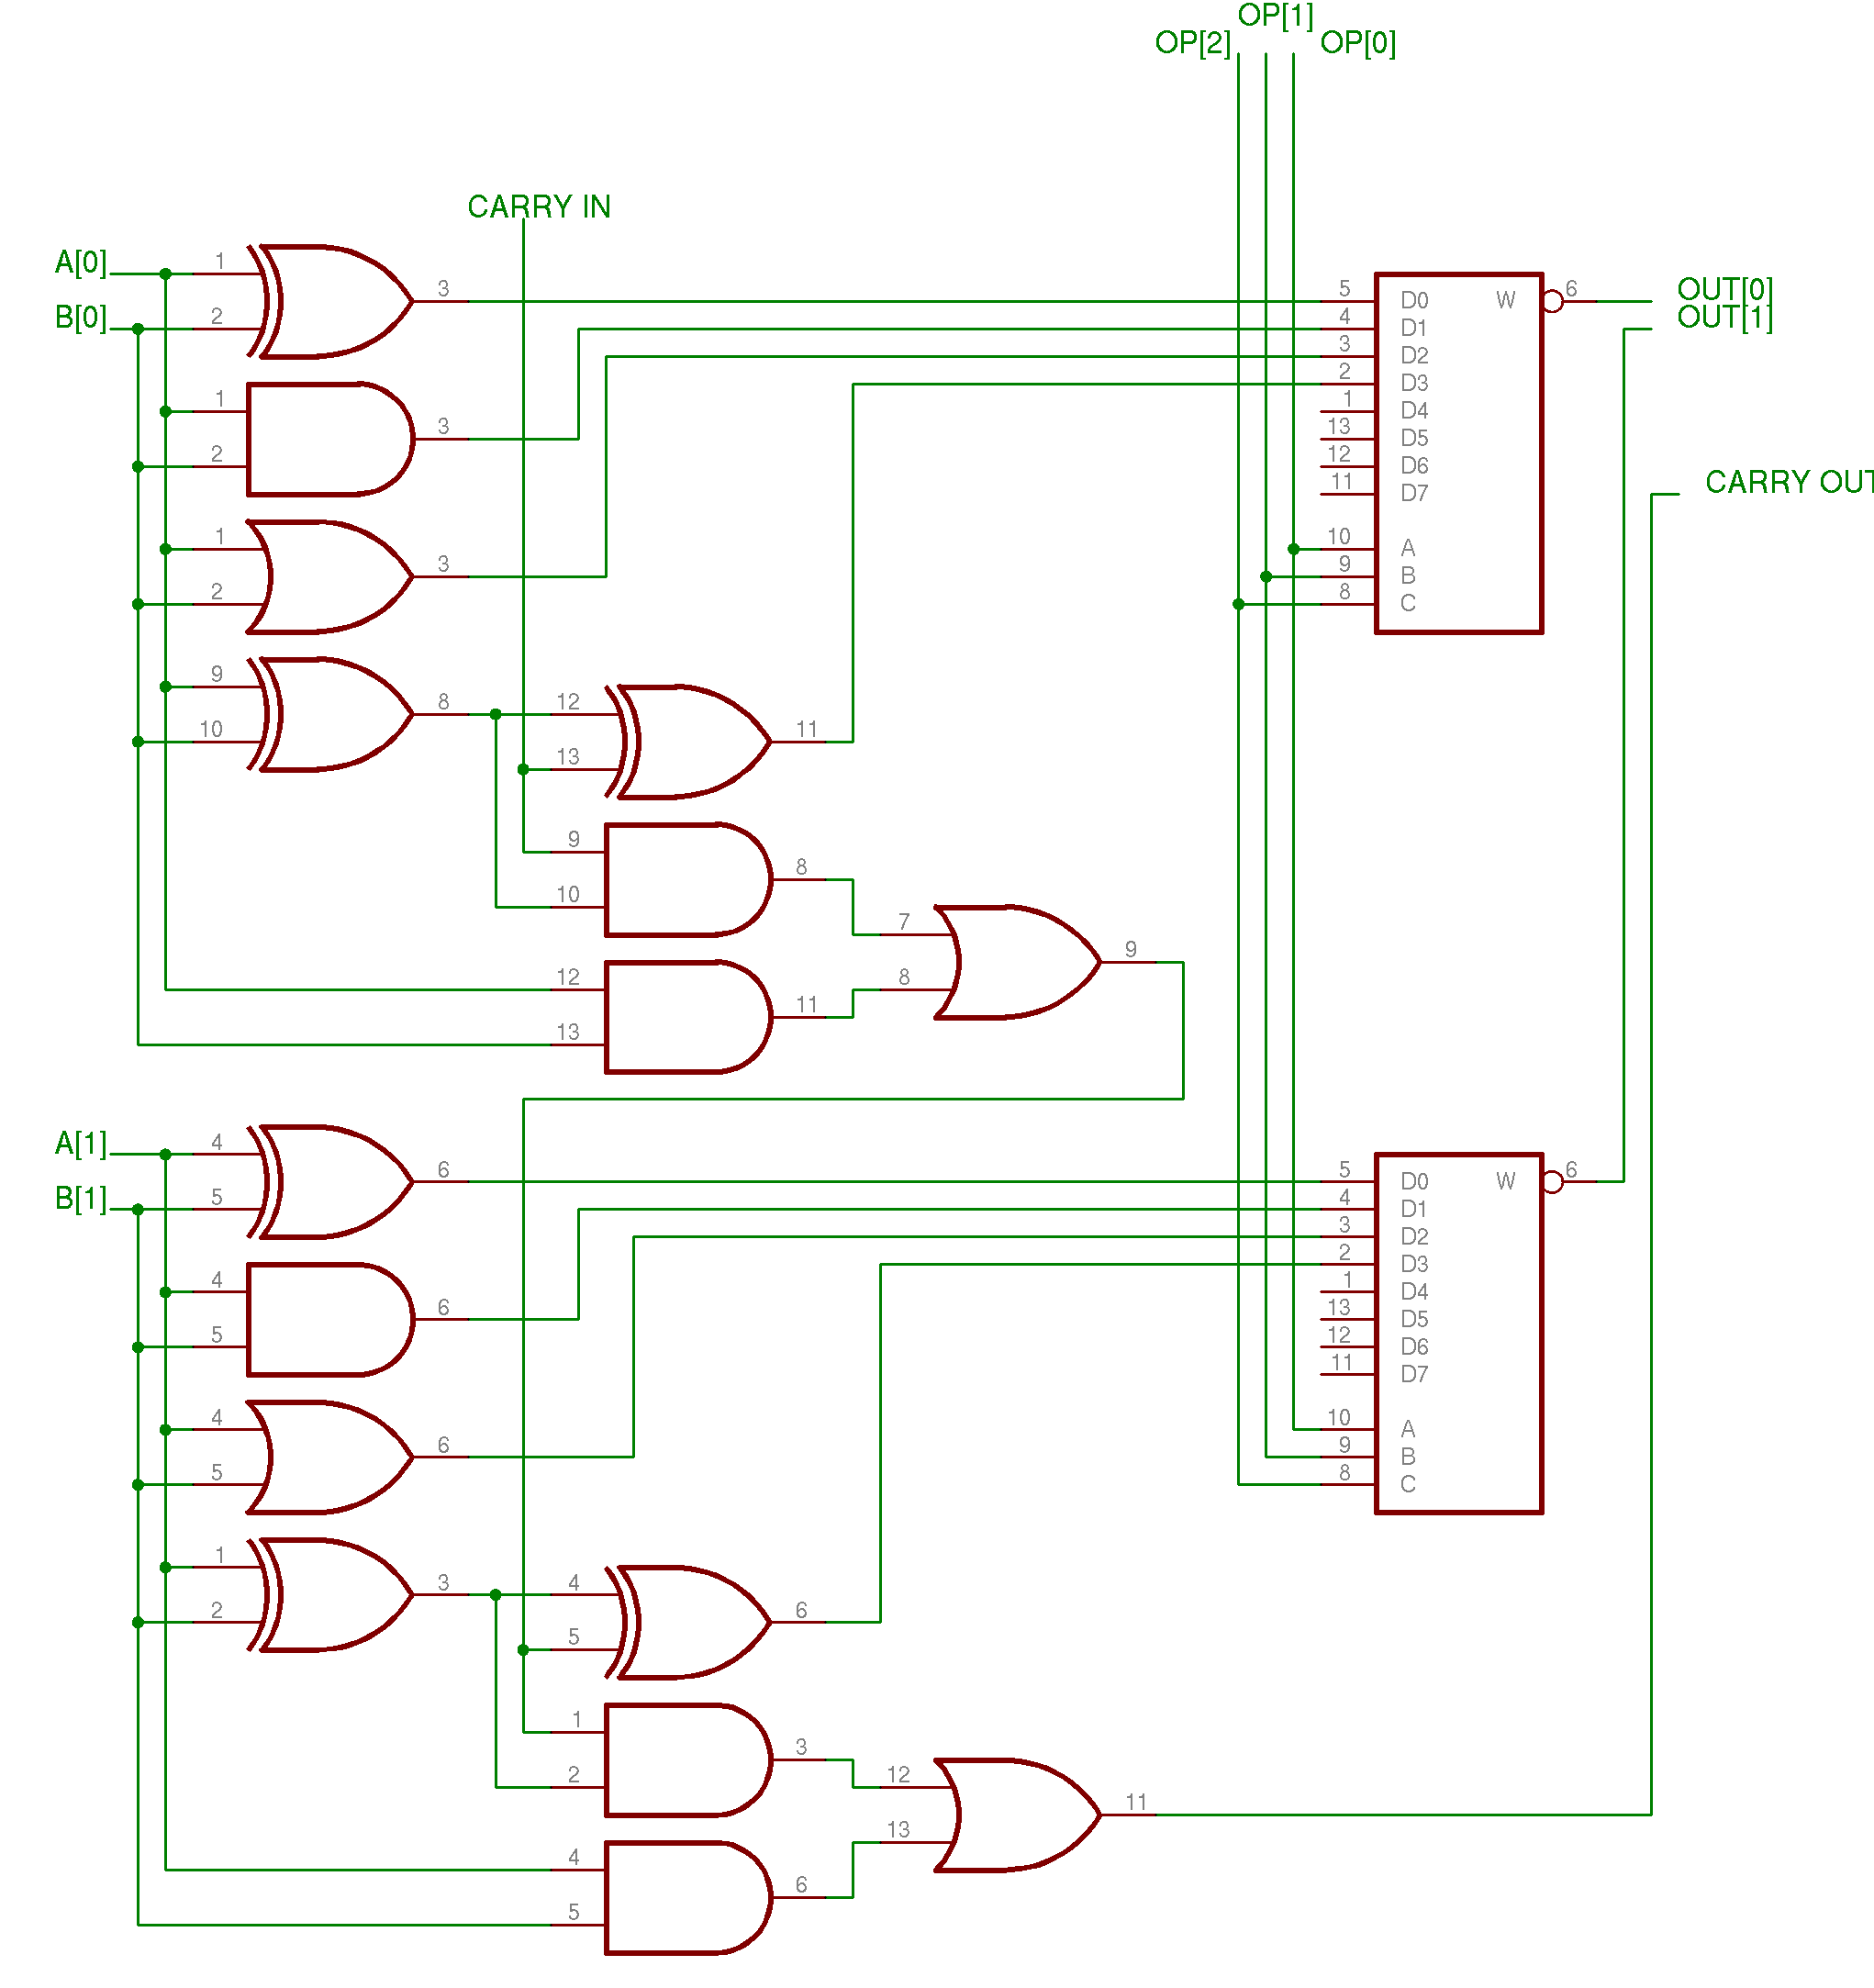 OP[1]
OP[2] OP[0]
CARRY IN
A[0] 1 3 5 D0 W 6 OUT[0]
B[0] 2 4 D1 OUT[1]
3 D2
2 D3
1 1 D4
3 13 D5
2 12 D6
11 D7 CARRY OUT
1 10 A
3 9 B
2 8 C
9
8 12
10 11
13
9
8
10
7
9
12 8
11
13
A[1] 4 6 5 D0 W 6
B[1] 5 4 D1
3 D2
2 D3
4 1 D4
6 13 D5
5 12 D6
11 D7
4 10 A
6 9 B
5 8 C
1
3 4
2 6
5
1
3
2 12
11
13
4
6
5